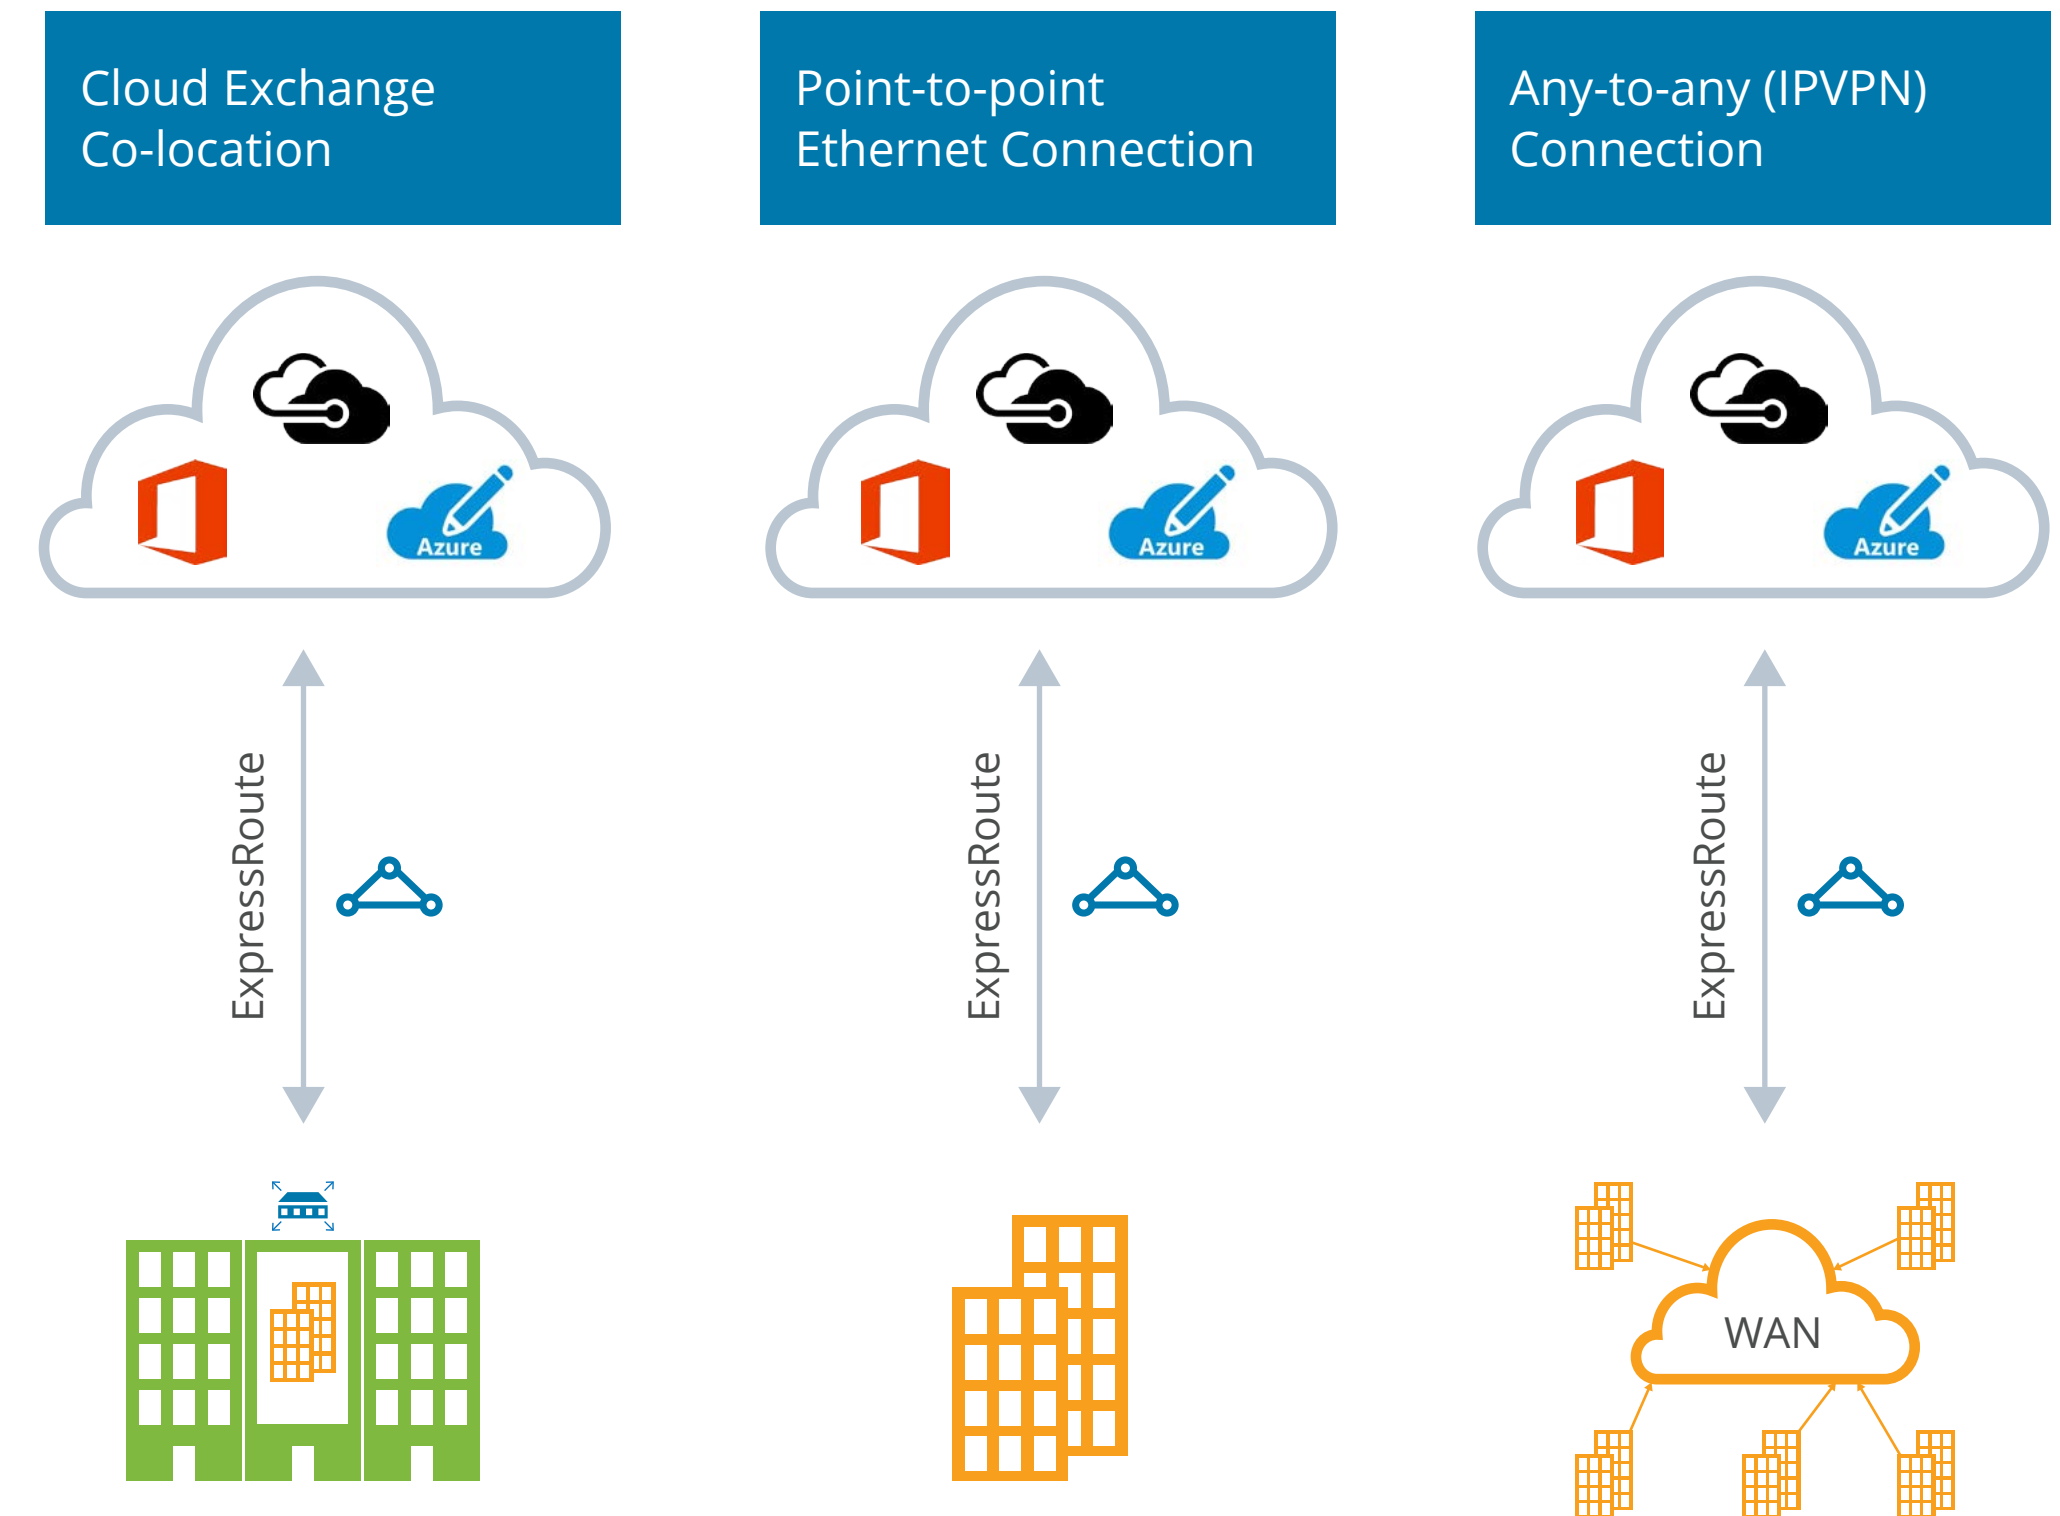 Cloud Exchange
Co-location
Point-to-point
Ethernet Connection
Any-to-any (IPVPN)
Connection
Azure
Azure
Azure
ExpressRoute
ExpressRoute
ExpressRoute
WAN